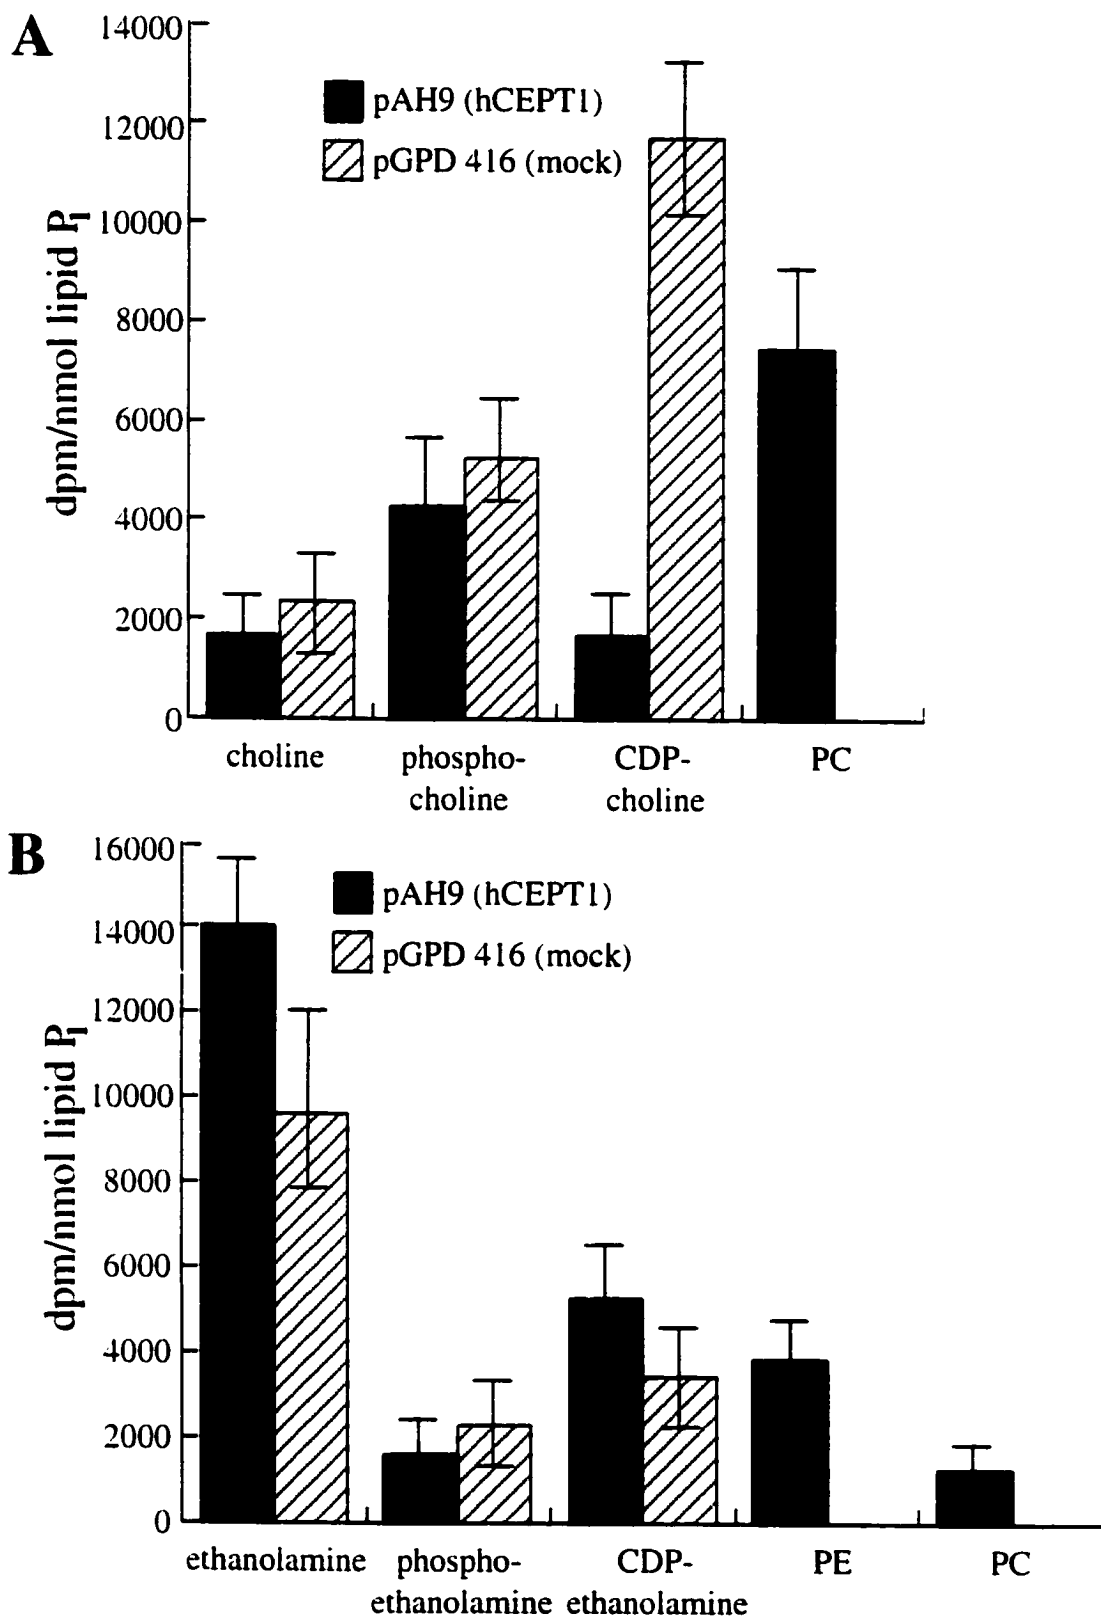 A
14000
12000
10000
8000
6000
4000
2000
0
dpm/nmol lipid Pi
pAH9 (hCEPT1)
pGPD 416 (mock)
choline
phospho-
choline
CDP-
choline
PC
B
16000
14000
12000
10000
8000
6000
4000
2000
0
dpm/nmol lipid Pi
pAH9 (hCEPT1)
pGPD 416 (mock)
ethanolamine
phospho-
ethanolamine
CDP-
ethanolamine
PE
PC